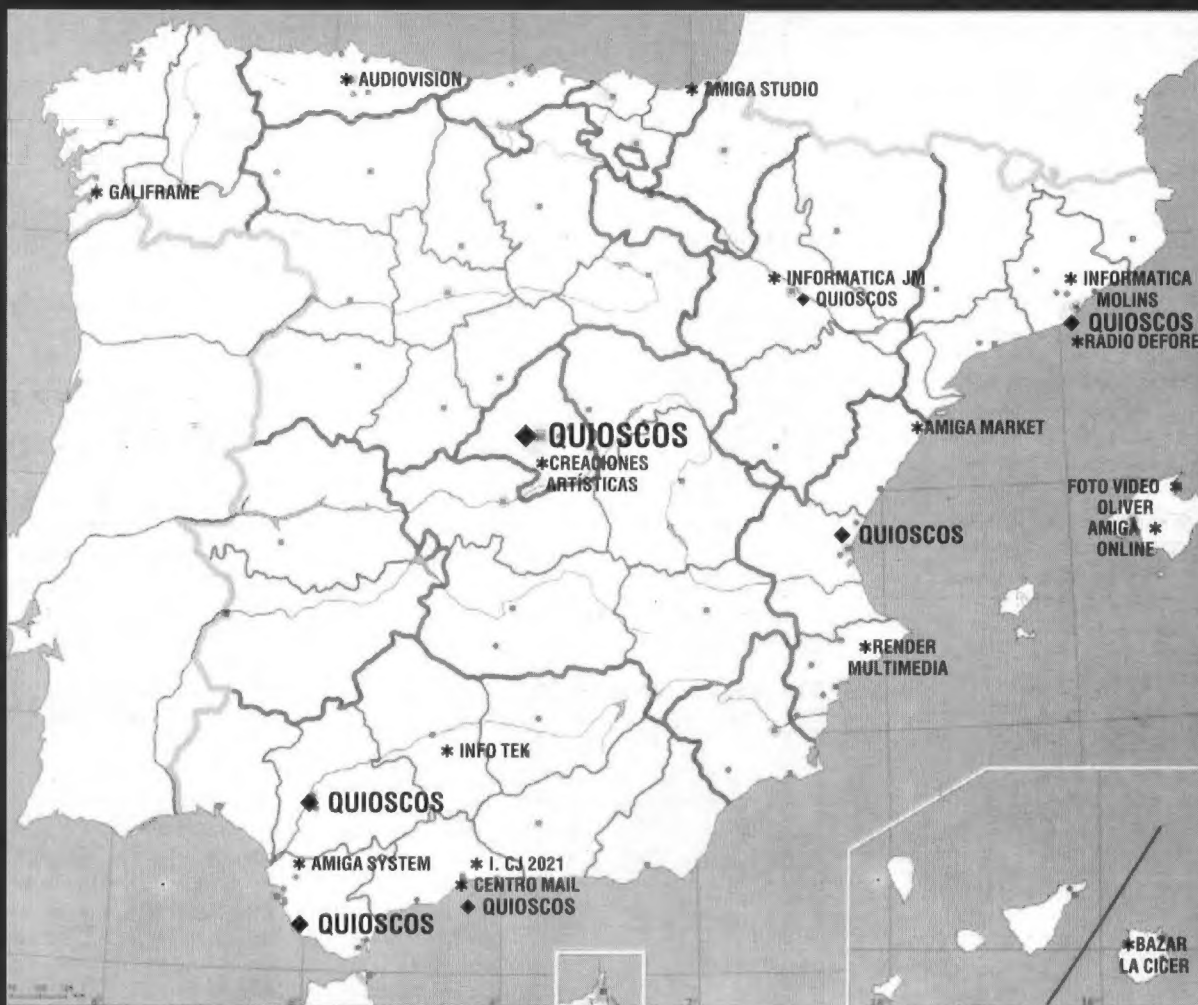 ✱ AUDIOVISION
✱ AMIGA STUDIO
✱ GALIFRAME
✱ INFORMATICA JM
◆ QUIOSCOS
✱ INFORMATICA
MOLINS
◆ QUIOSCOS
✱ RADIO DEFORE
◆ QUIOSCOS
✱ CREACIONES
ARTÍSTICAS
✱ AMIGA MARKET
FOTO VIDEO ✱
OLIVER
AMIGA ✱
ONLINE
◆ QUIOSCOS
✱ RENDER
MULTIMEDIA
✱ INFO TEK
◆ QUIOSCOS
✱ AMIGA SYSTEM
✱ I. CJ 2021
✱ CENTRO MAIL
◆ QUIOSCOS
◆ QUIOSCOS
✱ BAZAR
LA CICER